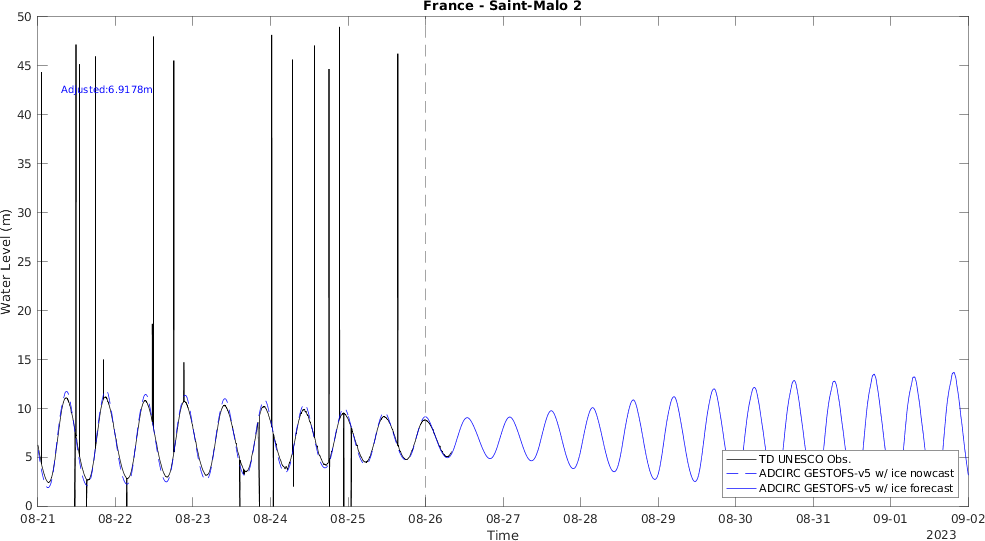 France - Saint-Malo 2
50
45
40
35
30
25
20
15
10
5
0
Water Level (m)
Adjusted:6.9178m
TD UNESCO Obs.
ADCIRC GESTOFS-v5 w/ ice nowcast
ADCIRC GESTOFS-v5 w/ ice forecast
08-21 08-22 08-23 08-24 08-25 08-26 08-27 08-28 08-29 08-30 08-31 09-01 09-02
Time
2023